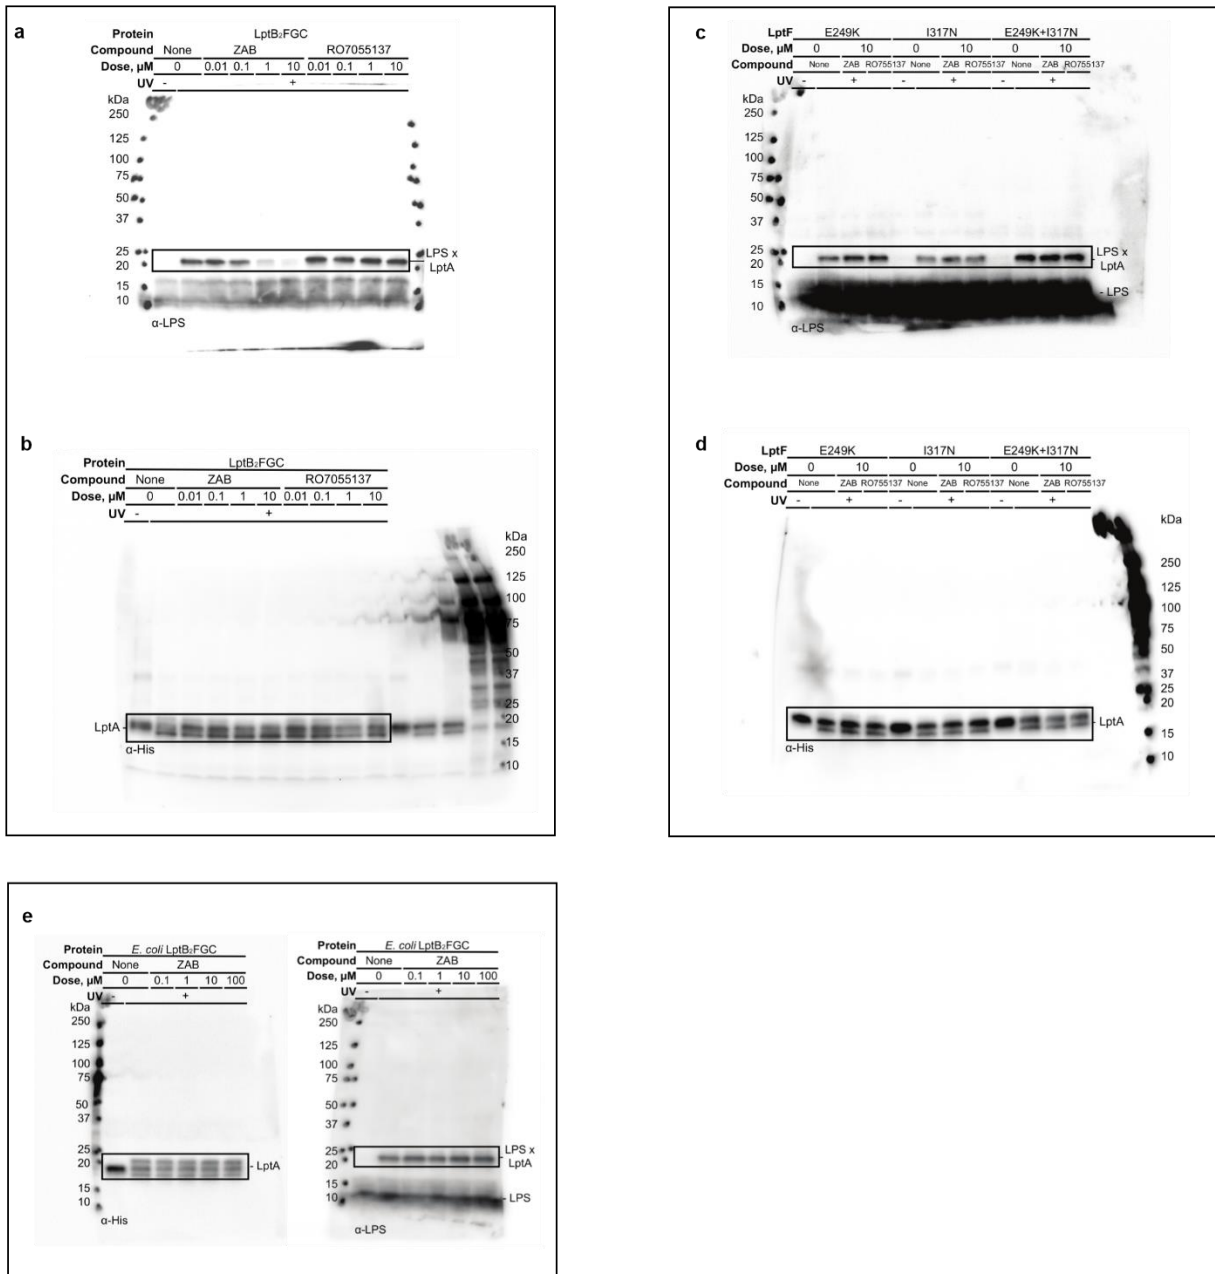 a
Protein LptB₂FGC
Compound None ZAB RO7055137
Dose, µM 0 0.01 0.1 1 10 0.01 0.1 1 10
UV - +
kDa
250
125
100
75
50
37
25
20
15
10
LPS x
LptA
α-LPS
b
Protein LptB₂FGC
Compound None ZAB RO7055137
Dose, µM 0 0.01 0.1 1 10 0.01 0.1 1 10
UV - +
kDa
250
125
100
75
50
37
25
20
15
10
LptA
α-His
c
LptF E249K I317N E249K+I317N
Dose, µM 0 10 0 10 0 10
Compound None ZAB RO755137 None ZAB RO755137 None ZAB RO755137
UV - + - + - +
kDa
250
125
100
75
50
37
25
20
15
10
LPS x
LptA
- LPS
α-LPS
d
LptF E249K I317N E249K+I317N
Dose, µM 0 10 0 10 0 10
Compound None ZAB RO755137 None ZAB RO755137 None ZAB RO755137
UV - + - + - +
kDa
250
125
100
75
50
37
25
20
15
10
LptA
α-His
e
Protein E. coli LptB₂FGC
Compound None ZAB
Dose, µM 0 0.1 1 10 100
UV - +
kDa
250
125
100
75
50
37
25
20
15
10
- LptA
α-His
Protein E. coli LptB₂FGC
Compound None ZAB
Dose, µM 0 0.1 1 10 100
UV - +
kDa
250
125
100
75
50
37
25
20
15
10
LPS x
LptA
LPS
α-LPS